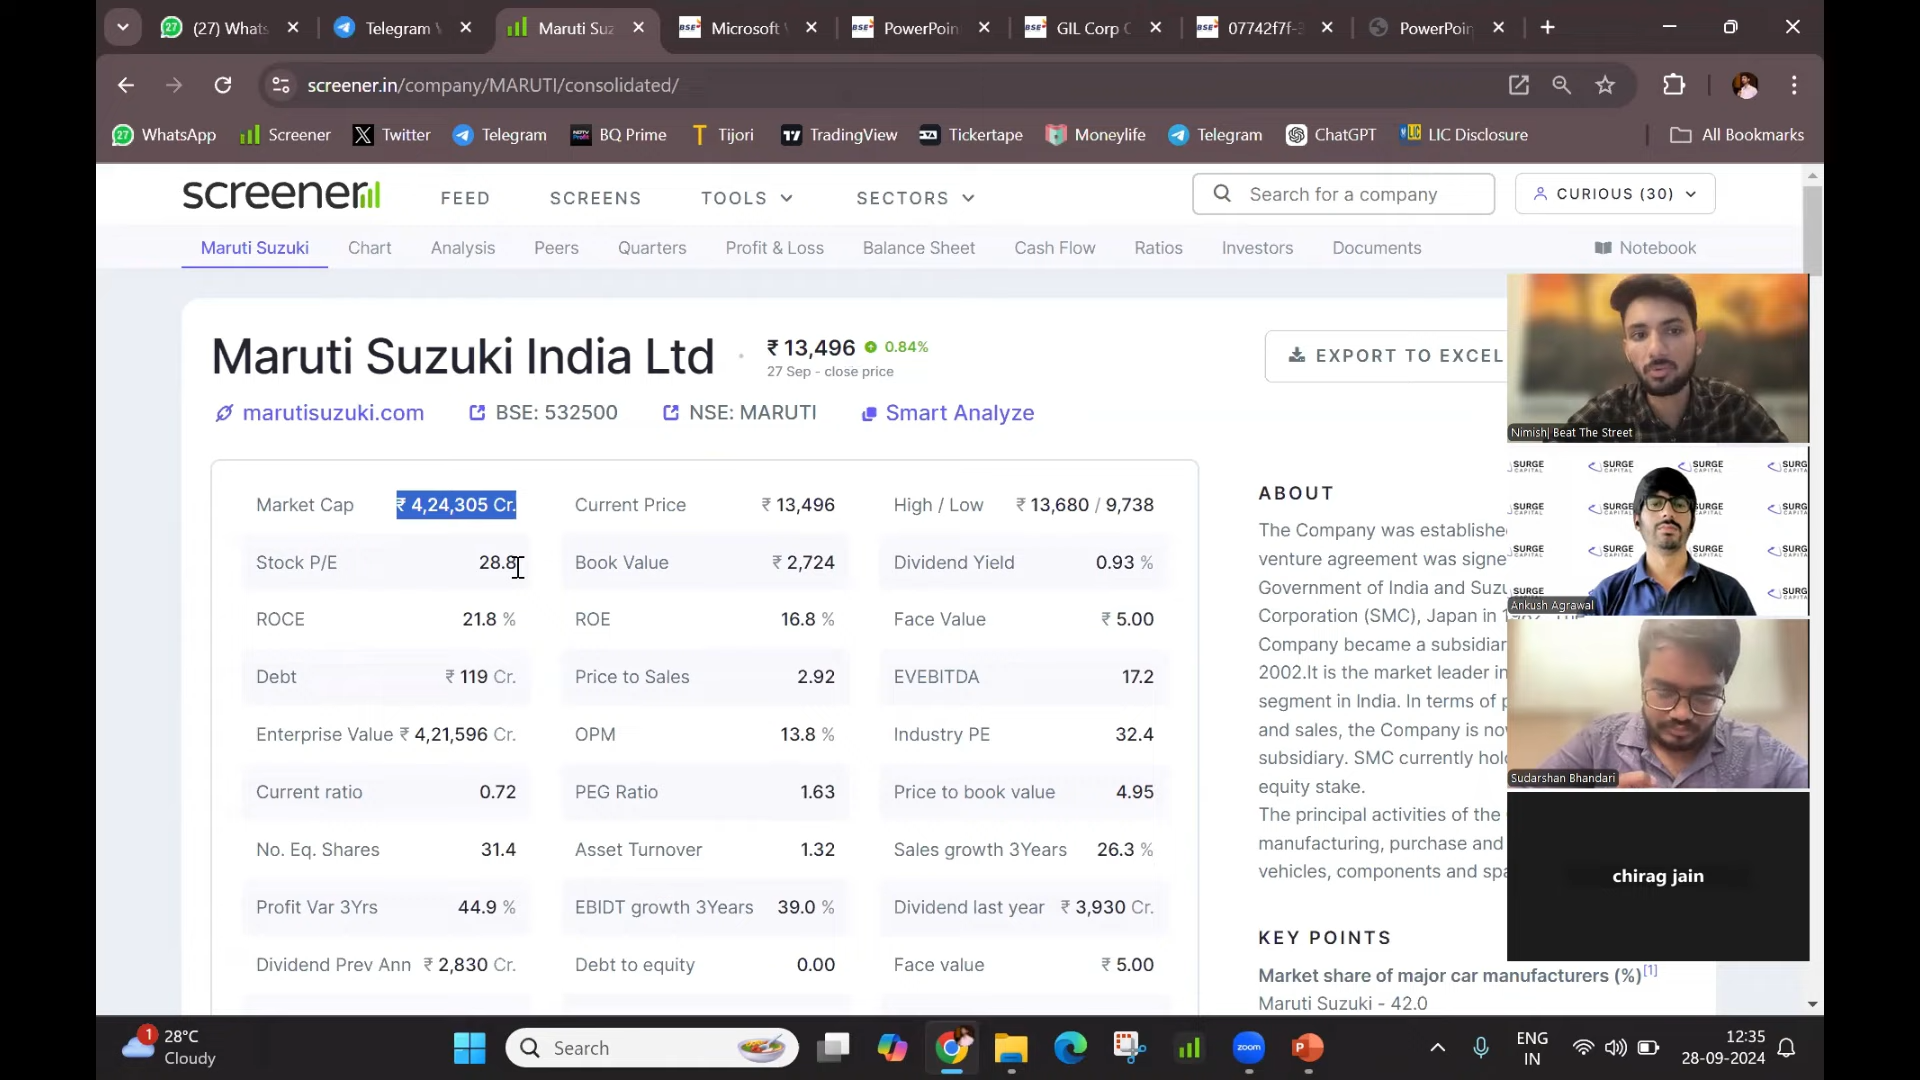 (27) Whats
Telegram
Maruti Suz
Microsoft
PowerPoin
GIL Corp
07742f7f-
PowerPoin
screener.in/company/MARUTI/consolidated/
27 WhatsApp
Screener
Twitter
Telegram
BQ Prime
Tijori
TradingView
Tickertape
Moneylife
Telegram
ChatGPT
LIC Disclosure
All Bookmarks
screener
FEED
SCREENS
TOOLS
SECTORS
Search for a company
CURIOUS (30)
Maruti Suzuki
Chart
Analysis
Peers
Quarters
Profit & Loss
Balance Sheet
Cash Flow
Ratios
Investors
Documents
Notebook
Maruti Suzuki India Ltd
₹ 13,496 0.84%
27 Sep - close price
EXPORT TO EXCEL
marutisuzuki.com
BSE: 532500
NSE: MARUTI
Smart Analyze
Market Cap ₹ 4,24,305 Cr.
Current Price ₹ 13,496
High / Low ₹ 13,680 / 9,738
Stock P/E 28.8
Book Value ₹ 2,724
Dividend Yield 0.93 %
ROCE 21.8 %
ROE 16.8 %
Face Value ₹ 5.00
Debt ₹ 119 Cr.
Price to Sales 2.92
EVEBITDA 17.2
Enterprise Value ₹ 4,21,596 Cr.
OPM 13.8 %
Industry PE 32.4
Current ratio 0.72
PEG Ratio 1.63
Price to book value 4.95
No. Eq. Shares 31.4
Asset Turnover 1.32
Sales growth 3Years 26.3 %
Profit Var 3Yrs 44.9 %
EBIDT growth 3Years 39.0 %
Dividend last year ₹ 3,930 Cr.
Dividend Prev Ann ₹ 2,830 Cr.
Debt to equity 0.00
Face value ₹ 5.00
ABOUT
The Company was established
venture agreement was signe
Government of India and Suzu
Corporation (SMC), Japan in
Company became a subsidiar
2002.It is the market leader in
segment in India. In terms of p
and sales, the Company is now
subsidiary. SMC currently hol
equity stake.
The principal activities of the
manufacturing, purchase and
vehicles, components and spa
KEY POINTS
Market share of major car manufacturers (%)[1]
Maruti Suzuki - 42.0
Nimish| Beat The Street
SURGE CAPITAL
Ankush Agrawal
Sudarshan Bhandari
chirag jain
1
28°C
Cloudy
Search
zoom
ENG
IN
12:35
28-09-2024